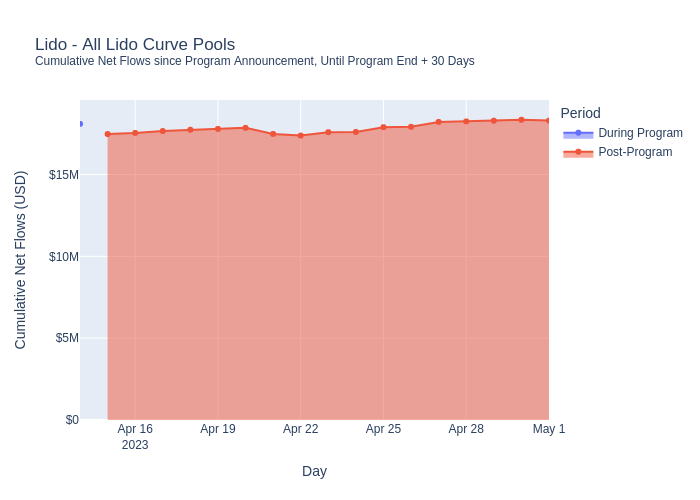 Lido - All Lido Curve Pools
Cumulative Net Flows since Program Announcement, Until Program End + 30 Days
Period
During Program
Post-Program
Cumulative Net Flows (USD)
$15M
$10M
$5M
$0
Apr 16
2023
Apr 19
Apr 22
Apr 25
Apr 28
May 1
Day